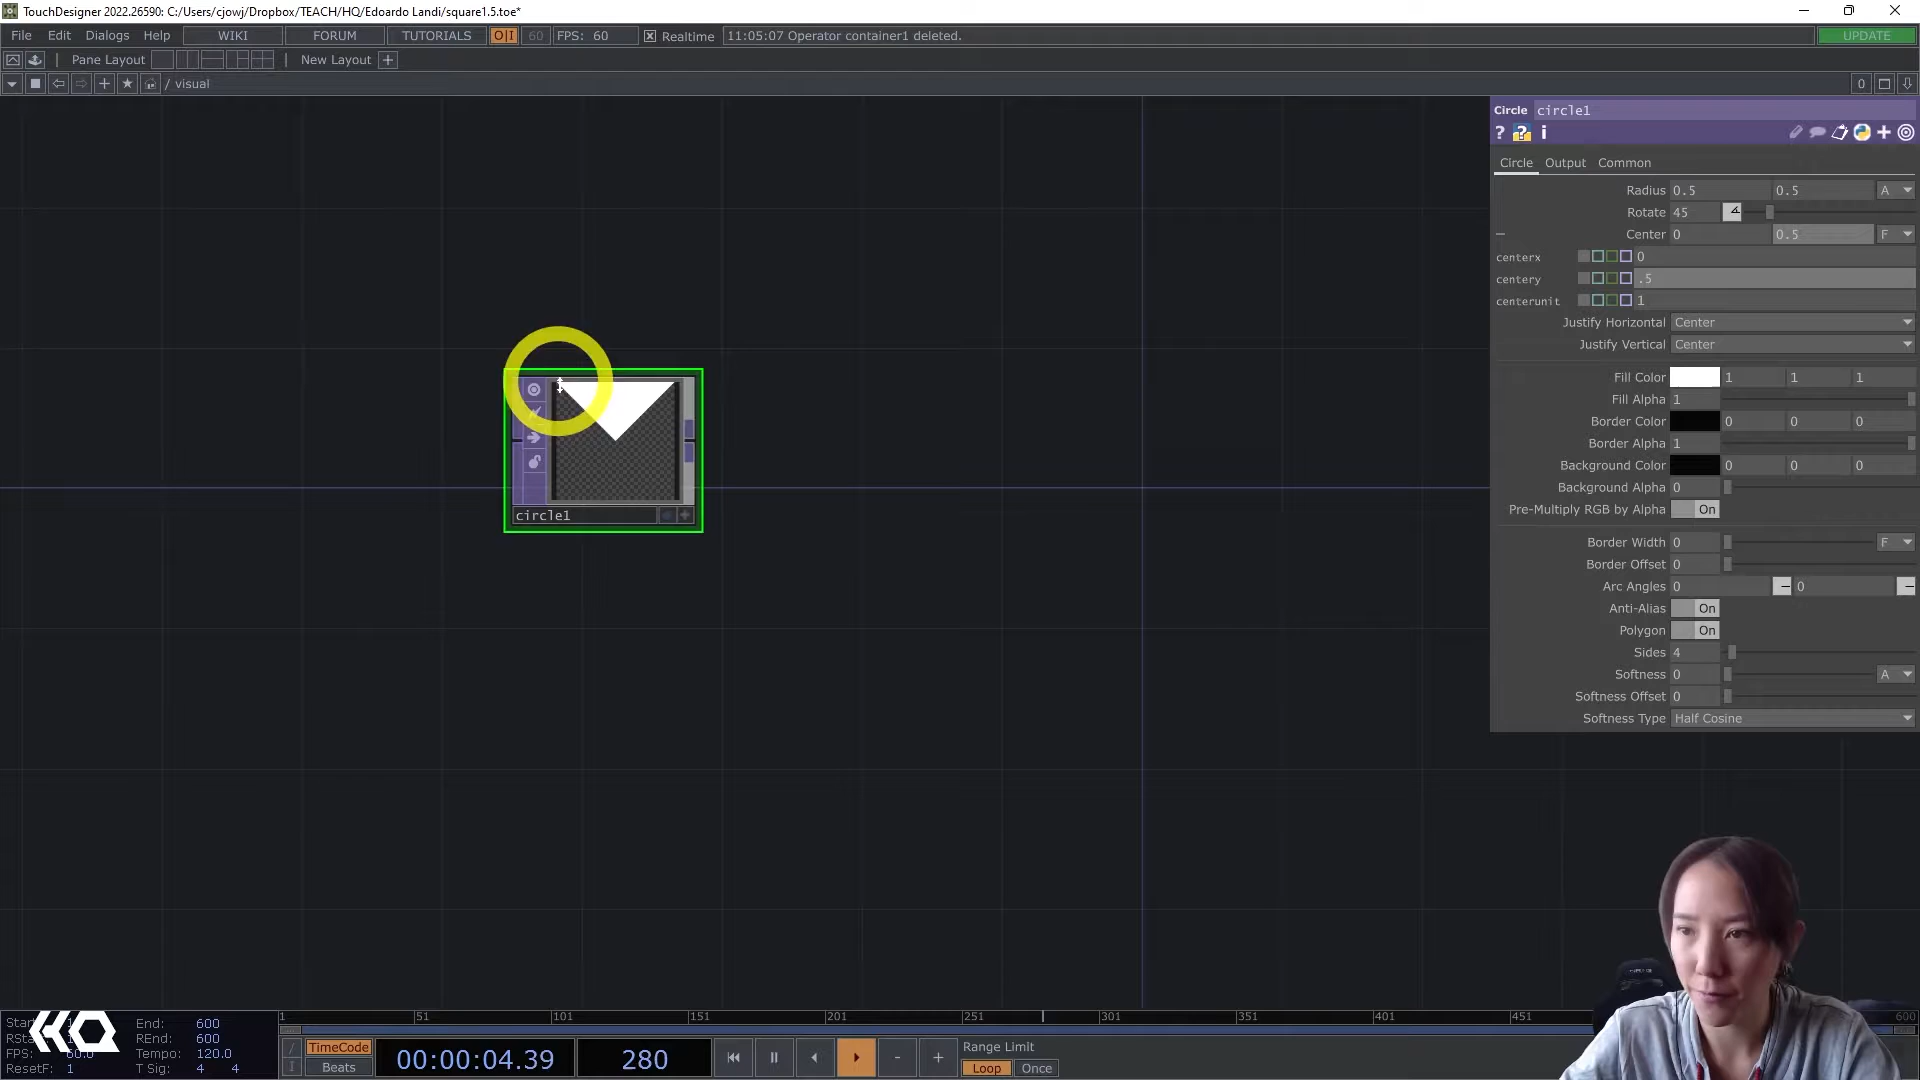 TouchDesigner 2022.26590: C:/Users/cjowj/Dropbox/TEACH/HQ/Edoardo Landi/square1.5.toe*
File Edit Dialogs Help WIKI FORUM TUTORIALS O|I 60 FPS: 60 Realtime 11:05:07 Operator container1 deleted. UPDATE
Pane Layout New Layout +
/ visual 0
Circle circle1
? ? i
Circle Output Common
Radius 0.5 0.5 A
Rotate 45
Center 0 0.5 F
centerx 0
centery .5
centerunit 1
Justify Horizontal Center
Justify Vertical Center
Fill Color 1 1 1
Fill Alpha 1
Border Color 0 0 0
Border Alpha 1
Background Color 0 0 0
Background Alpha 0
Pre-Multiply RGB by Alpha On
Border Width 0 F
Border Offset 0
Arc Angles 0 0
Anti-Alias On
Polygon On
Sides 4
Softness 0 A
Softness Offset 0
Softness Type Half Cosine
circle1
1 51 101 151 201 251 301 351 401 451 600
HQ
End: 600
REnd: 600
FPS: 60.0 Tempo: 120.0
ResetF: 1 T Sig: 4 4
TimeCode
Beats
00:00:04.39 280
Range Limit
Loop Once